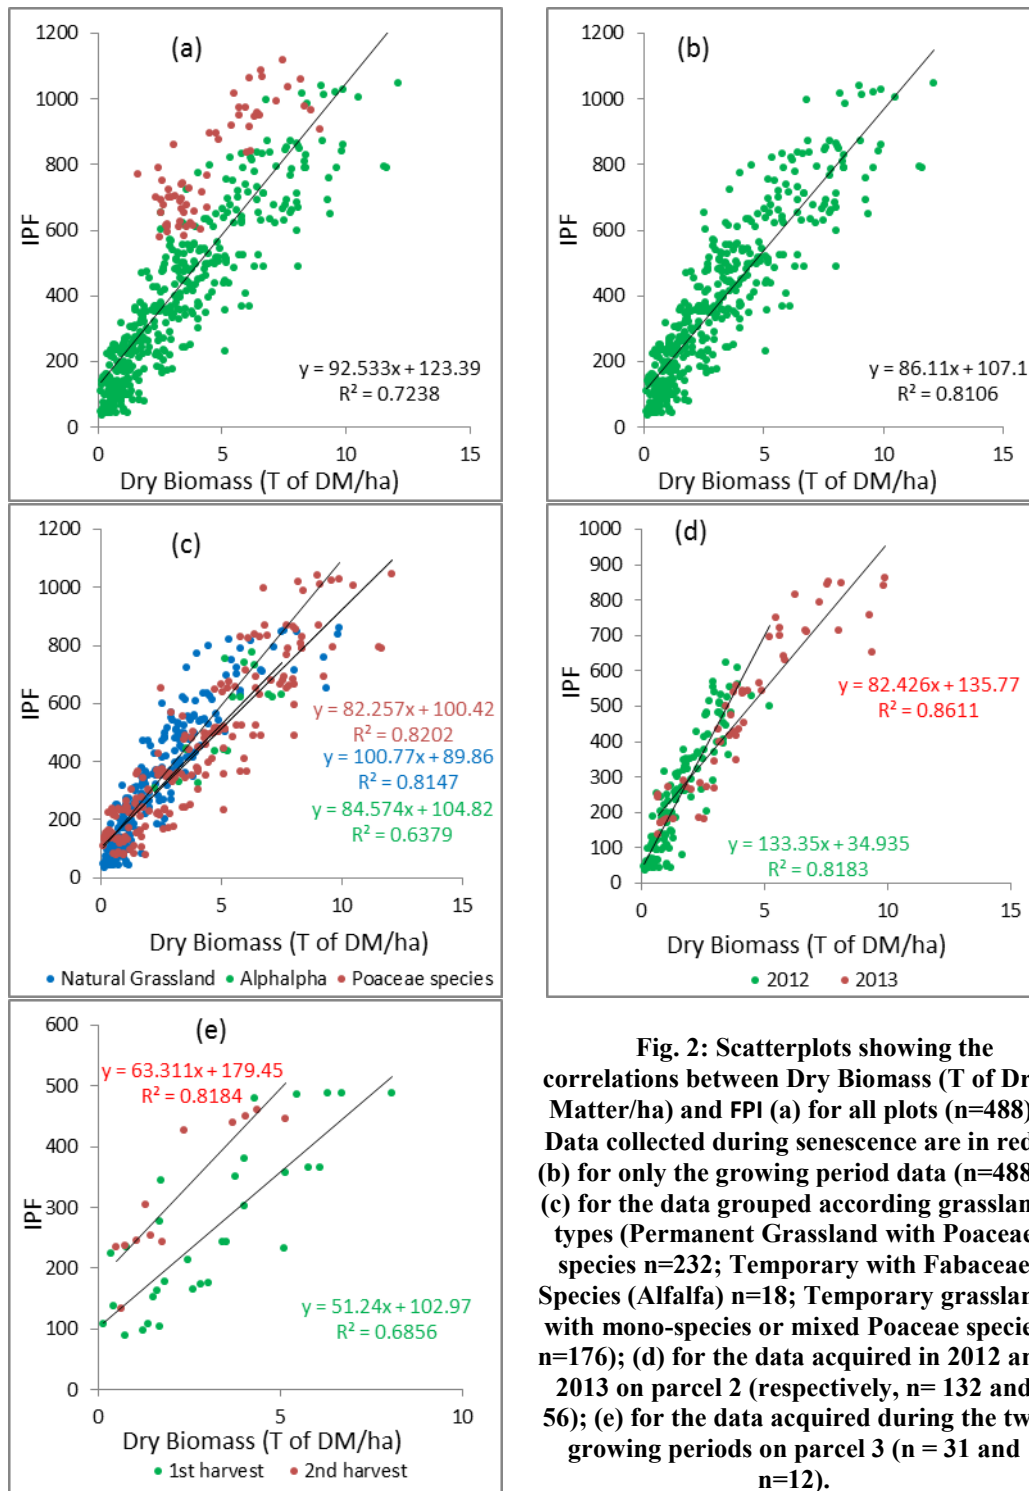 (a)
1200
1000
800
600
400
200
0
IPF
y = 92.533x + 123.39
R² = 0.7238
0 5 10 15
Dry Biomass (T of DM/ha)
(b)
1200
1000
800
600
400
200
0
IPF
y = 86.11x + 107.1
R² = 0.8106
0 5 10 15
Dry Biomass (T of DM/ha)
(c)
1200
1000
800
600
400
200
0
IPF
y = 82.257x + 100.42
R² = 0.8202
y = 100.77x + 89.86
R² = 0.8147
y = 84.574x + 104.82
R² = 0.6379
0 5 10 15
Dry Biomass (T of DM/ha)
Natural Grassland Alphalpha Poaceae species
(d)
1000
900
800
700
600
500
400
300
200
100
0
IPF
y = 82.426x + 135.77
R² = 0.8611
y = 133.35x + 34.935
R² = 0.8183
0 5 10 15
Dry Biomass (T of DM/ha)
2012 2013
(e)
600
500
400
300
200
100
0
IPF
y = 63.311x + 179.45
R² = 0.8184
y = 51.24x + 102.97
R² = 0.6856
0 5 10
1st harvest 2nd harvest
Fig. 2: Scatterplots showing the
correlations between Dry Biomass (T of Dr
Matter/ha) and FPI (a) for all plots (n=488)
Data collected during senescence are in red
(b) for only the growing period data (n=488
(c) for the data grouped according grasslan
types (Permanent Grassland with Poaceae
species n=232; Temporary with Fabaceae
Species (Alfalfa) n=18; Temporary grasslan
with mono-species or mixed Poaceae specie
n=176); (d) for the data acquired in 2012 an
2013 on parcel 2 (respectively, n= 132 and
56); (e) for the data acquired during the tw
growing periods on parcel 3 (n = 31 and
n=12).